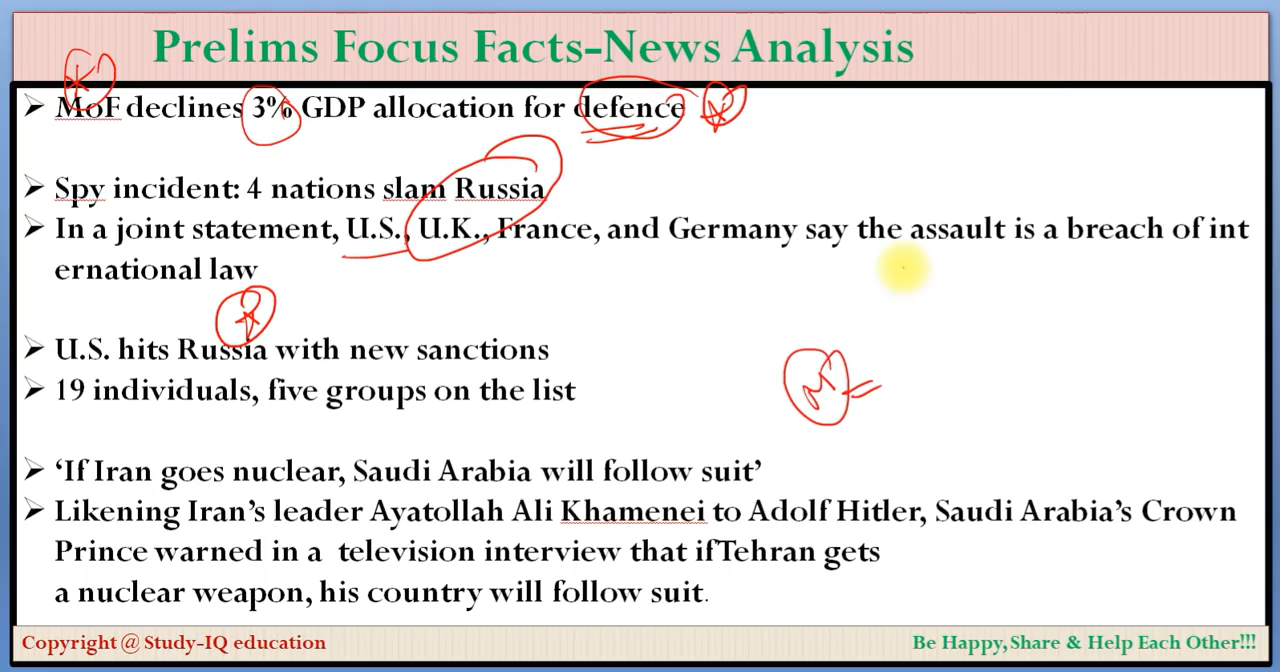 Prelims Focus Facts-News Analysis
➢ MoF declines 3% GDP allocation for defence
➢ Spy incident: 4 nations slam Russia
➢ In a joint statement, U.S., U.K., France, and Germany say the assault is a breach of int
ernational law
➢ U.S. hits Russia with new sanctions
➢ 19 individuals, five groups on the list
➢ ‘If Iran goes nuclear, Saudi Arabia will follow suit’
➢ Likening Iran’s leader Ayatollah Ali Khamenei to Adolf Hitler, Saudi Arabia’s Crown
Prince warned in a television interview that if Tehran gets
a nuclear weapon, his country will follow suit.
Copyright @ Study-IQ education
Be Happy, Share & Help Each Other!!!